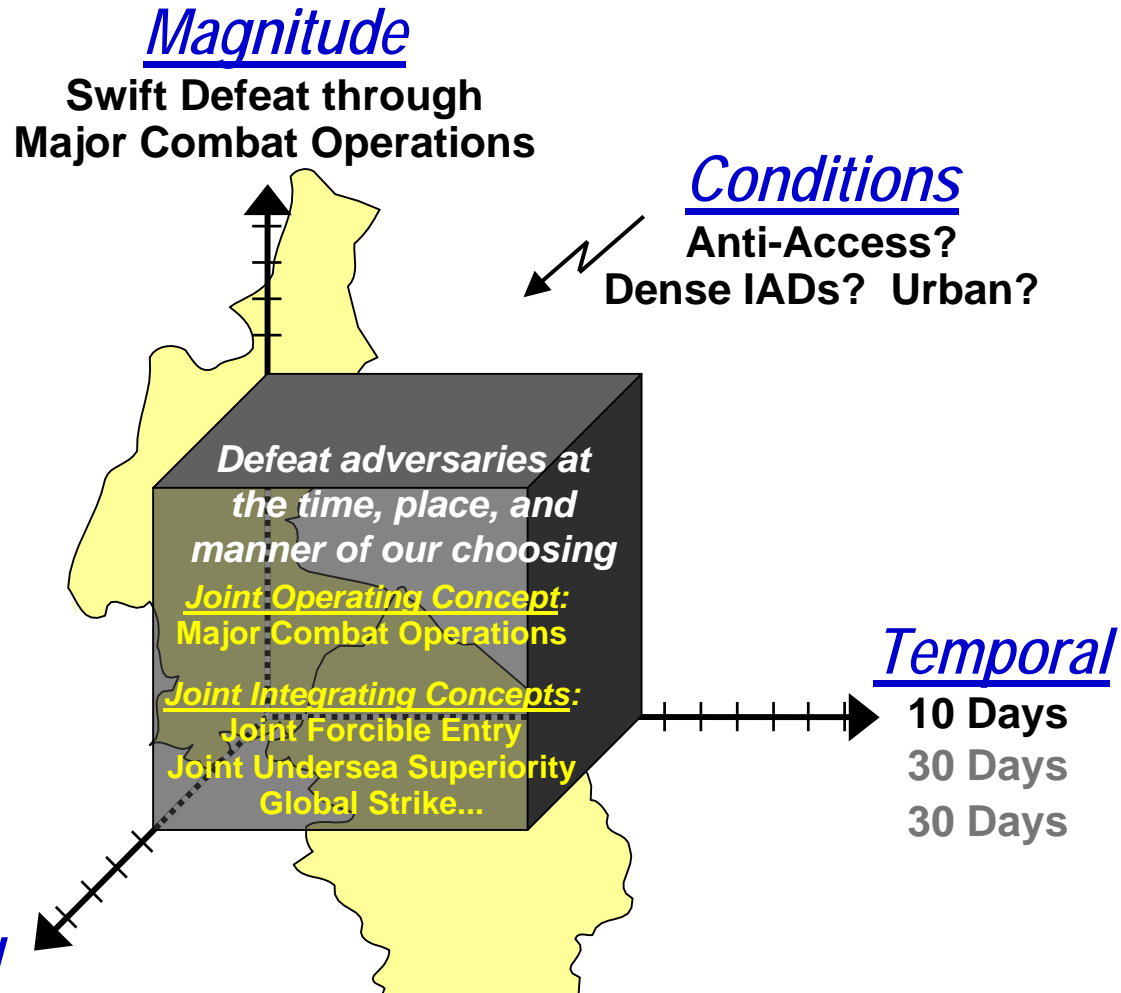 Magnitude
Swift Defeat through
Major Combat Operations
Conditions
Anti-Access?
Dense IADs? Urban?
Defeat adversaries at
the time, place, and
manner of our choosing
Joint Operating Concept:
Major Combat Operations
Joint Integrating Concepts:
Joint Forcible Entry
Joint Undersea Superiority
Global Strike...
Temporal
10 Days
30 Days
30 Days